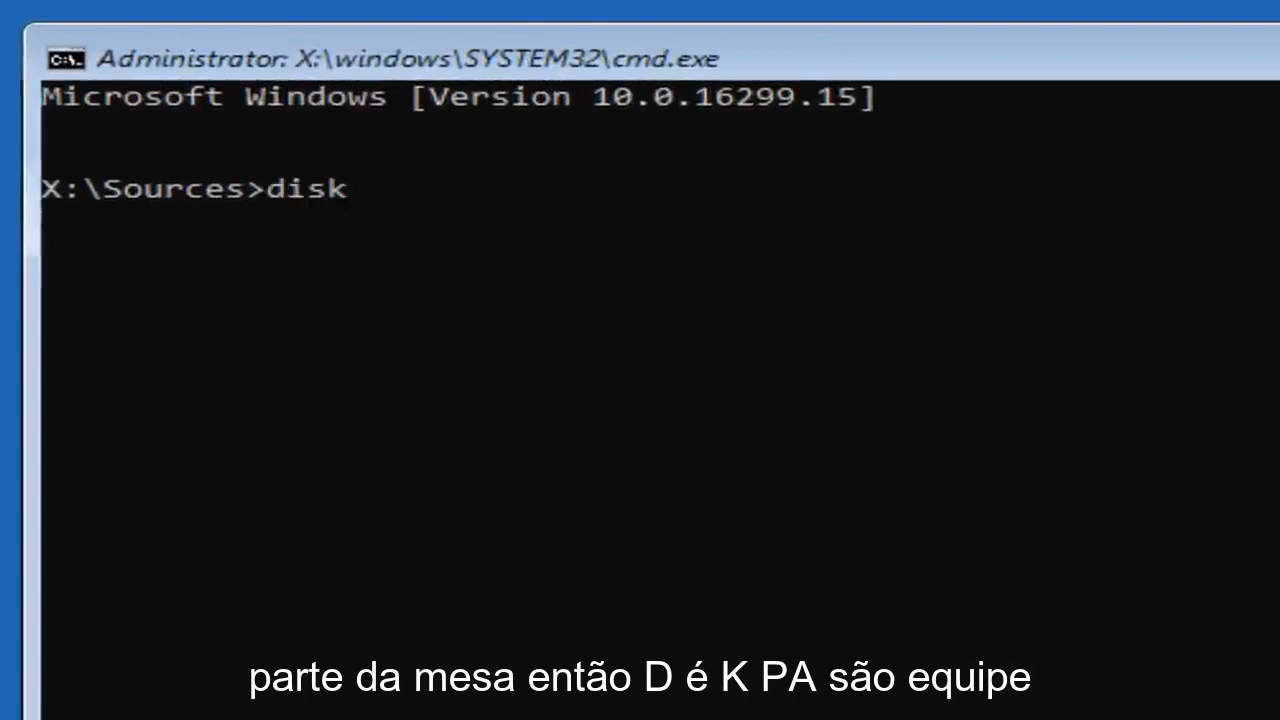 Administrator: X:\windows\SYSTEM32\cmd.exe
Microsoft Windows [Version 10.0.16299.15]
X:\Sources>disk
parte da mesa então D é K PA são equipe